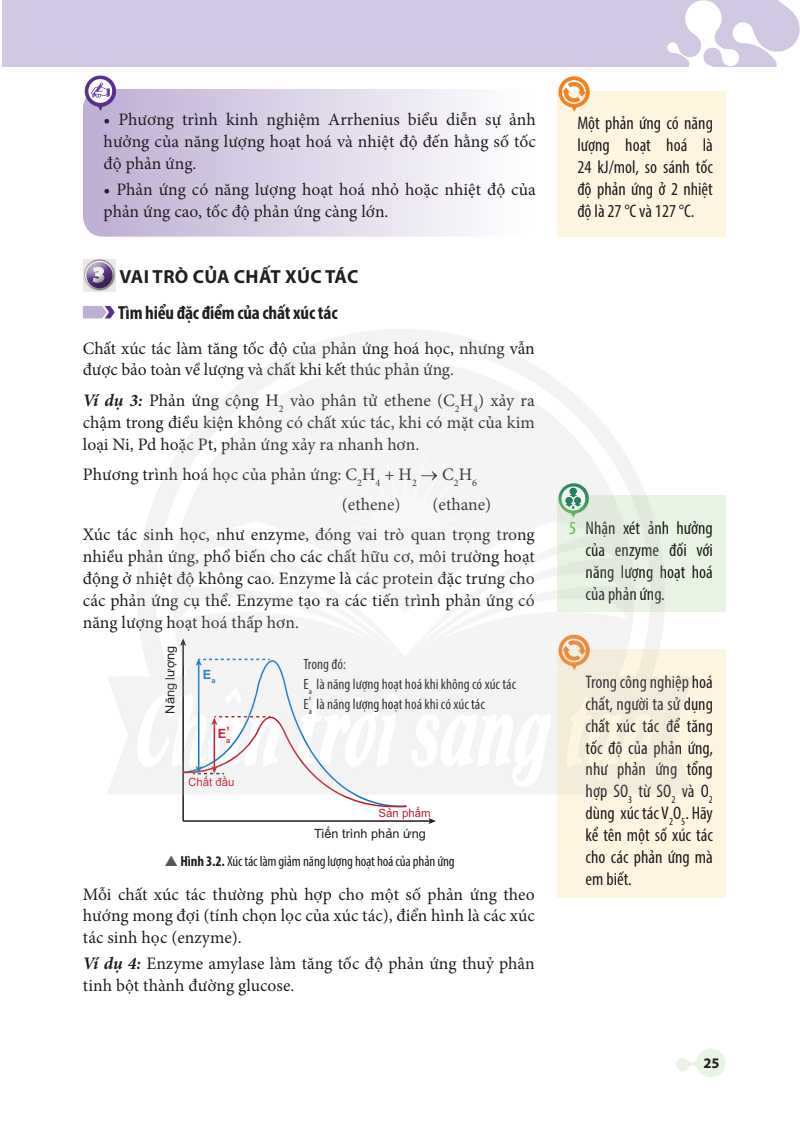 • Phương trình kinh nghiệm Arrhenius biểu diễn sự ảnh
hưởng của năng lượng hoạt hoá và nhiệt độ đến hằng số tốc
độ phản ứng.
• Phản ứng có năng lượng hoạt hoá nhỏ hoặc nhiệt độ của
phản ứng cao, tốc độ phản ứng càng lớn.
Một phản ứng có năng
lượng hoạt hoá là
24 kJ/mol, so sánh tốc
độ phản ứng ở 2 nhiệt
độ là 27 °C và 127 °C.
3 VAI TRÒ CỦA CHẤT XÚC TÁC
Tìm hiểu đặc điểm của chất xúc tác
Chất xúc tác làm tăng tốc độ của phản ứng hoá học, nhưng vẫn
được bảo toàn về lượng và chất khi kết thúc phản ứng.
Ví dụ 3: Phản ứng cộng H₂ vào phân tử ethene (C₂H₄) xảy ra
chậm trong điều kiện không có chất xúc tác, khi có mặt của kim
loại Ni, Pd hoặc Pt, phản ứng xảy ra nhanh hơn.
Phương trình hoá học của phản ứng: C₂H₄ + H₂ → C₂H₆
(ethene) (ethane)
Xúc tác sinh học, như enzyme, đóng vai trò quan trọng trong
nhiều phản ứng, phổ biến cho các chất hữu cơ, môi trường hoạt
động ở nhiệt độ không cao. Enzyme là các protein đặc trưng cho
các phản ứng cụ thể. Enzyme tạo ra các tiến trình phản ứng có
năng lượng hoạt hoá thấp hơn.
5 Nhận xét ảnh hưởng
của enzyme đối với
năng lượng hoạt hoá
của phản ứng.
Năng lượng
Eₐ
Eₐ'
Chất đầu
Sản phẩm
Tiến trình phản ứng
Trong đó:
Eₐ là năng lượng hoạt hoá khi không có xúc tác
Eₐ' là năng lượng hoạt hoá khi có xúc tác
▲ Hình 3.2. Xúc tác làm giảm năng lượng hoạt hoá của phản ứng
Trong công nghiệp hoá
chất, người ta sử dụng
chất xúc tác để tăng
tốc độ của phản ứng,
như phản ứng tổng
hợp SO₃ từ SO₂ và O₂
dùng xúc tác V₂O₅. Hãy
kể tên một số xúc tác
cho các phản ứng mà
em biết.
Mỗi chất xúc tác thường phù hợp cho một số phản ứng theo
hướng mong đợi (tính chọn lọc của xúc tác), điển hình là các xúc
tác sinh học (enzyme).
Ví dụ 4: Enzyme amylase làm tăng tốc độ phản ứng thuỷ phân
tinh bột thành đường glucose.
Chân trời sáng
25